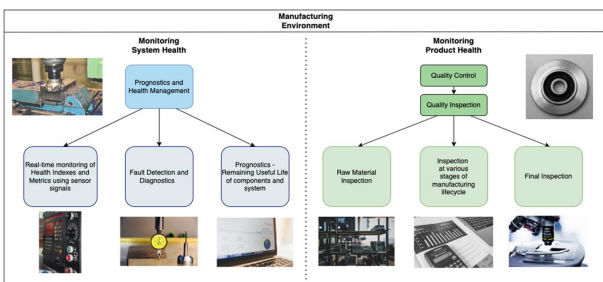 Manufacturing
Environment
Monitoring
System Health
Monitoring
Product Health
Prognostics and
Health Management
Quality Control
Quality Inspection
Real-time monitoring of
Health Indexes and
Metrics using sensor
signals
Fault Detection and
Diagnostics
Prognostics -
Remaining Useful Life
of components and
system
Raw Material
Inspection
Inspection
at various
stages of
manufacturing
lifecycle
Final Inspection